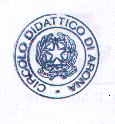 CIRCOLO DIDATTICO DI ARONA